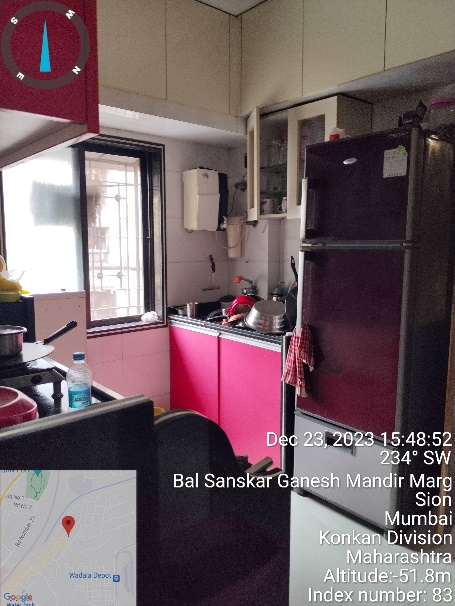 W
N
E
S
Dec 23, 2023 15:48:52
234° SW
Bal Sanskar Ganesh Mandir Marg
Sion
Mumbai
Konkan Division
Maharashtra
Altitude:-51.8m
Index number: 83
Wadala Depot
Google